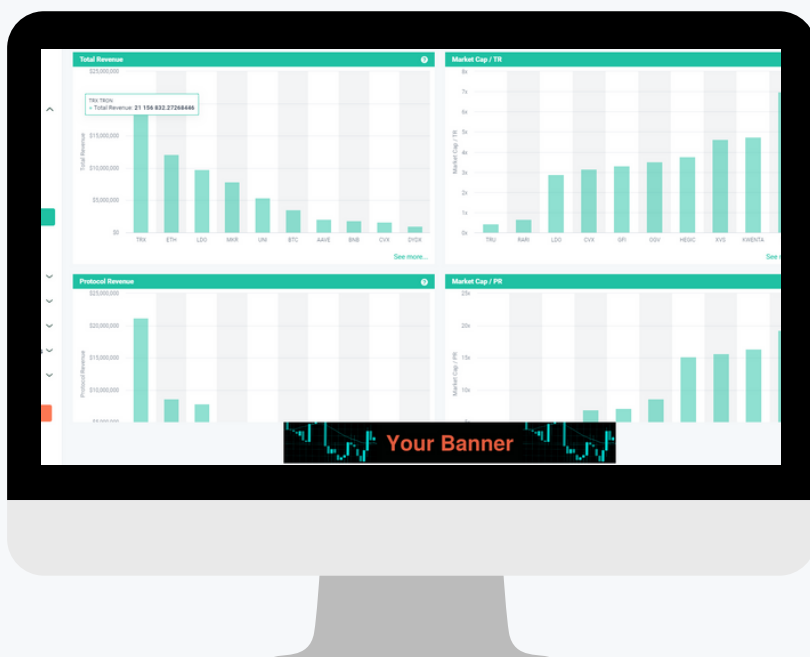 Total Revenue
$25,000,000
TRX TRON:
Total Revenue: 21 156 832.27268446
$15,000,000
$10,000,000
$5,000,000
$0
Total Revenue
TRX ETH LDO MKR UNI BTC AAVE BNB CVX DYDX
See more...
Market Cap / TR
8x
7x
6x
5x
4x
3x
2x
1x
0x
Market Cap / TR
TRU RARI LDO CVX GFI GGV HEGIC XVS KWENTA
Protocol Revenue
$25,000,000
$20,000,000
$15,000,000
$10,000,000
Protocol Revenue
Market Cap / PR
25x
20x
15x
10x
Market Cap / PR
Your Banner